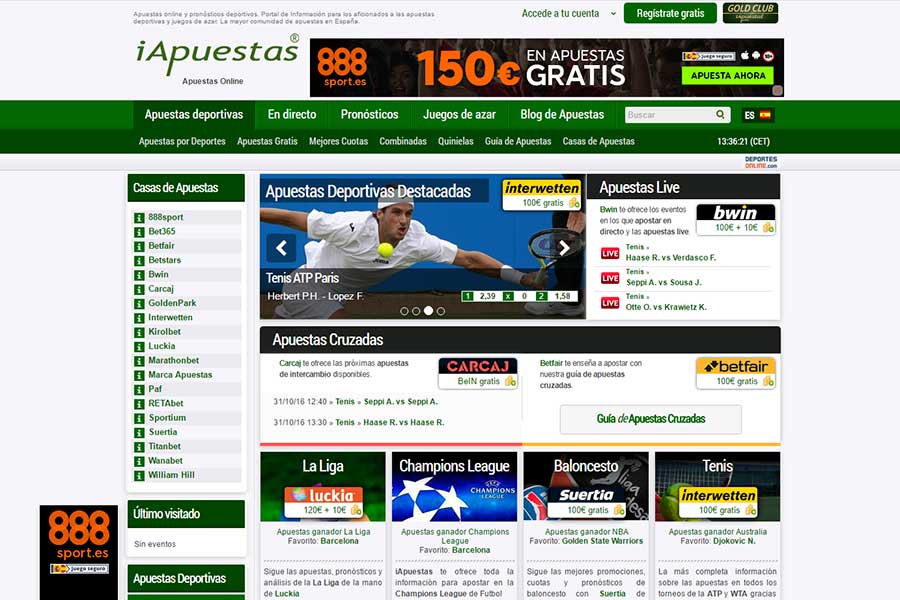 Apuestas online y pronósticos deportivos. Portal de Información para los aficionados a las apuestas
deportivas y juegos de azar. La mayor comunidad de apuestas en España.
Accede a tu cuenta
Regístrate gratis
GOLD CLUB
iApuestas
iApuestas®
Apuestas Online
888
sport.es
150€
EN APUESTAS
GRATIS
juego seguro
APUESTA AHORA
Apuestas deportivas
En directo
Pronósticos
Juegos de azar
Blog de Apuestas
Buscar
ES
Apuestas por Deportes
Apuestas Gratis
Mejores Cuotas
Combinadas
Quinielas
Guía de Apuestas
Casas de Apuestas
13:36:21 (CET)
DEPORTES
ONLINE.com
Casas de Apuestas
888sport
Bet365
Betfair
Betstars
Bwin
Carcaj
GoldenPark
Interwetten
Kirolbet
Luckia
Marathonbet
Marca Apuestas
Paf
RETAbet
Sportium
Suertia
Titanbet
Wanabet
William Hill
Último visitado
Sin eventos
Apuestas Deportivas
888
sport.es
juego seguro
Apuestas Deportivas Destacadas
interwetten
100€ gratis
Tenis ATP Paris
Herbert P.H. - Lopez F.
1 2,39 x 0 2 1,58
Apuestas Live
Bwin te ofrece los eventos
en los que apostar en
directo y las apuestas live.
bwin
100€ + 10€
LIVE
Tenis »
Haase R. vs Verdasco F.
LIVE
Tenis »
Seppi A. vs Sousa J.
LIVE
Tenis »
Otte O. vs Krawietz K.
Apuestas Cruzadas
Carcaj te ofrece las próximas apuestas
de intercambio disponibles.
CARCAJ
BeIN gratis
31/10/16 12:40 » Tenis » Seppi A. vs Seppi A.
31/10/16 13:30 » Tenis » Haase R. vs Haase R.
Betfair te enseña a apostar con
nuestra guía de apuestas
cruzadas.
betfair
100€ gratis
Guía de Apuestas Cruzadas
La Liga
luckia
120€ + 10€
Apuestas ganador La Liga
Favorito: Barcelona
Sigue las apuestas, pronósticos y
análisis de la La Liga de la mano
de Luckia
Champions League
CHAMPIONS
LEAGUE
Apuestas ganador Champions
League
Favorito: Barcelona
iApuestas te ofrece toda la
información para apostar en la
Champions League de Futbol
Baloncesto
liga
Suertia
100€ gratis
Apuestas ganador NBA
Favorito: Golden State Warriors
Sigue las mejores promociones,
cuotas y pronósticos de
baloncesto con Suertia de
Tenis
interwetten
100€ gratis
Apuestas ganador Australia
Favorito: Djokovic N.
La más completa información
sobre las apuestas en todos los
torneos de la ATP y WTA gracias